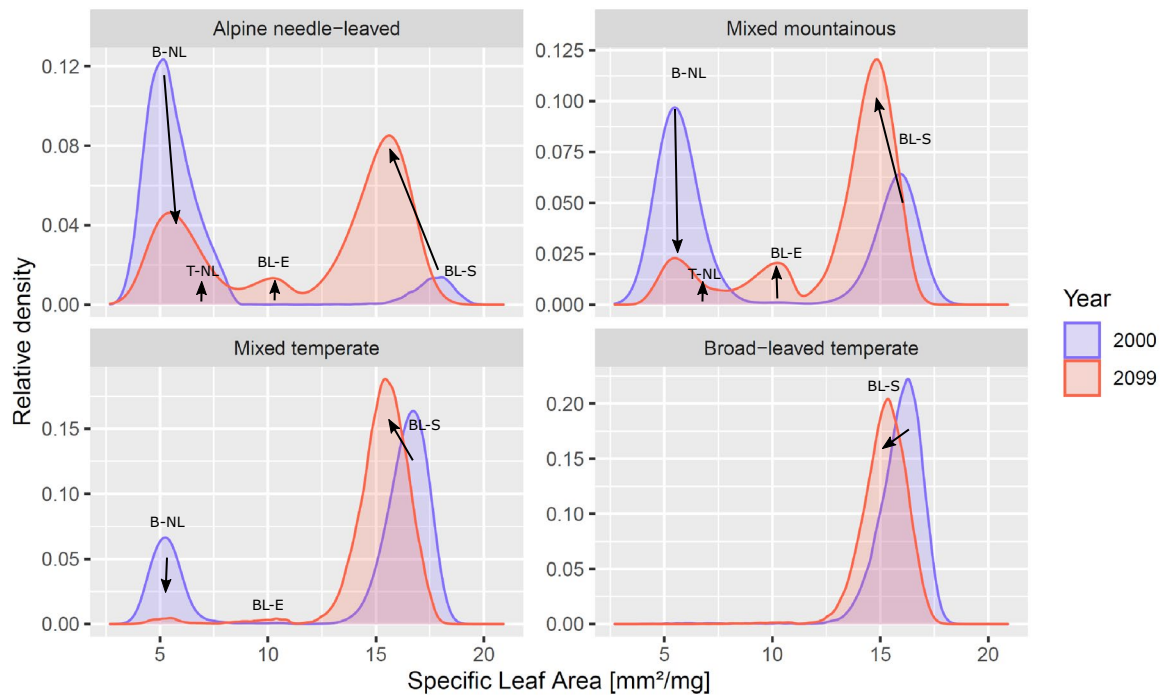 Alpine needle−leaved
Mixed mountainous
B-NL
T-NL
BL-E
BL-S
0.12
0.08
0.04
0.00
B-NL
T-NL
BL-E
BL-S
0.125
0.100
0.075
0.050
0.025
0.000
Mixed temperate
Broad−leaved temperate
B-NL
BL-E
BL-S
0.15
0.10
0.05
0.00
BL-S
0.20
0.15
0.10
0.05
0.00
5 10 15 20
5 10 15 20
Specific Leaf Area [mm²/mg]
Relative density
Year
2000
2099